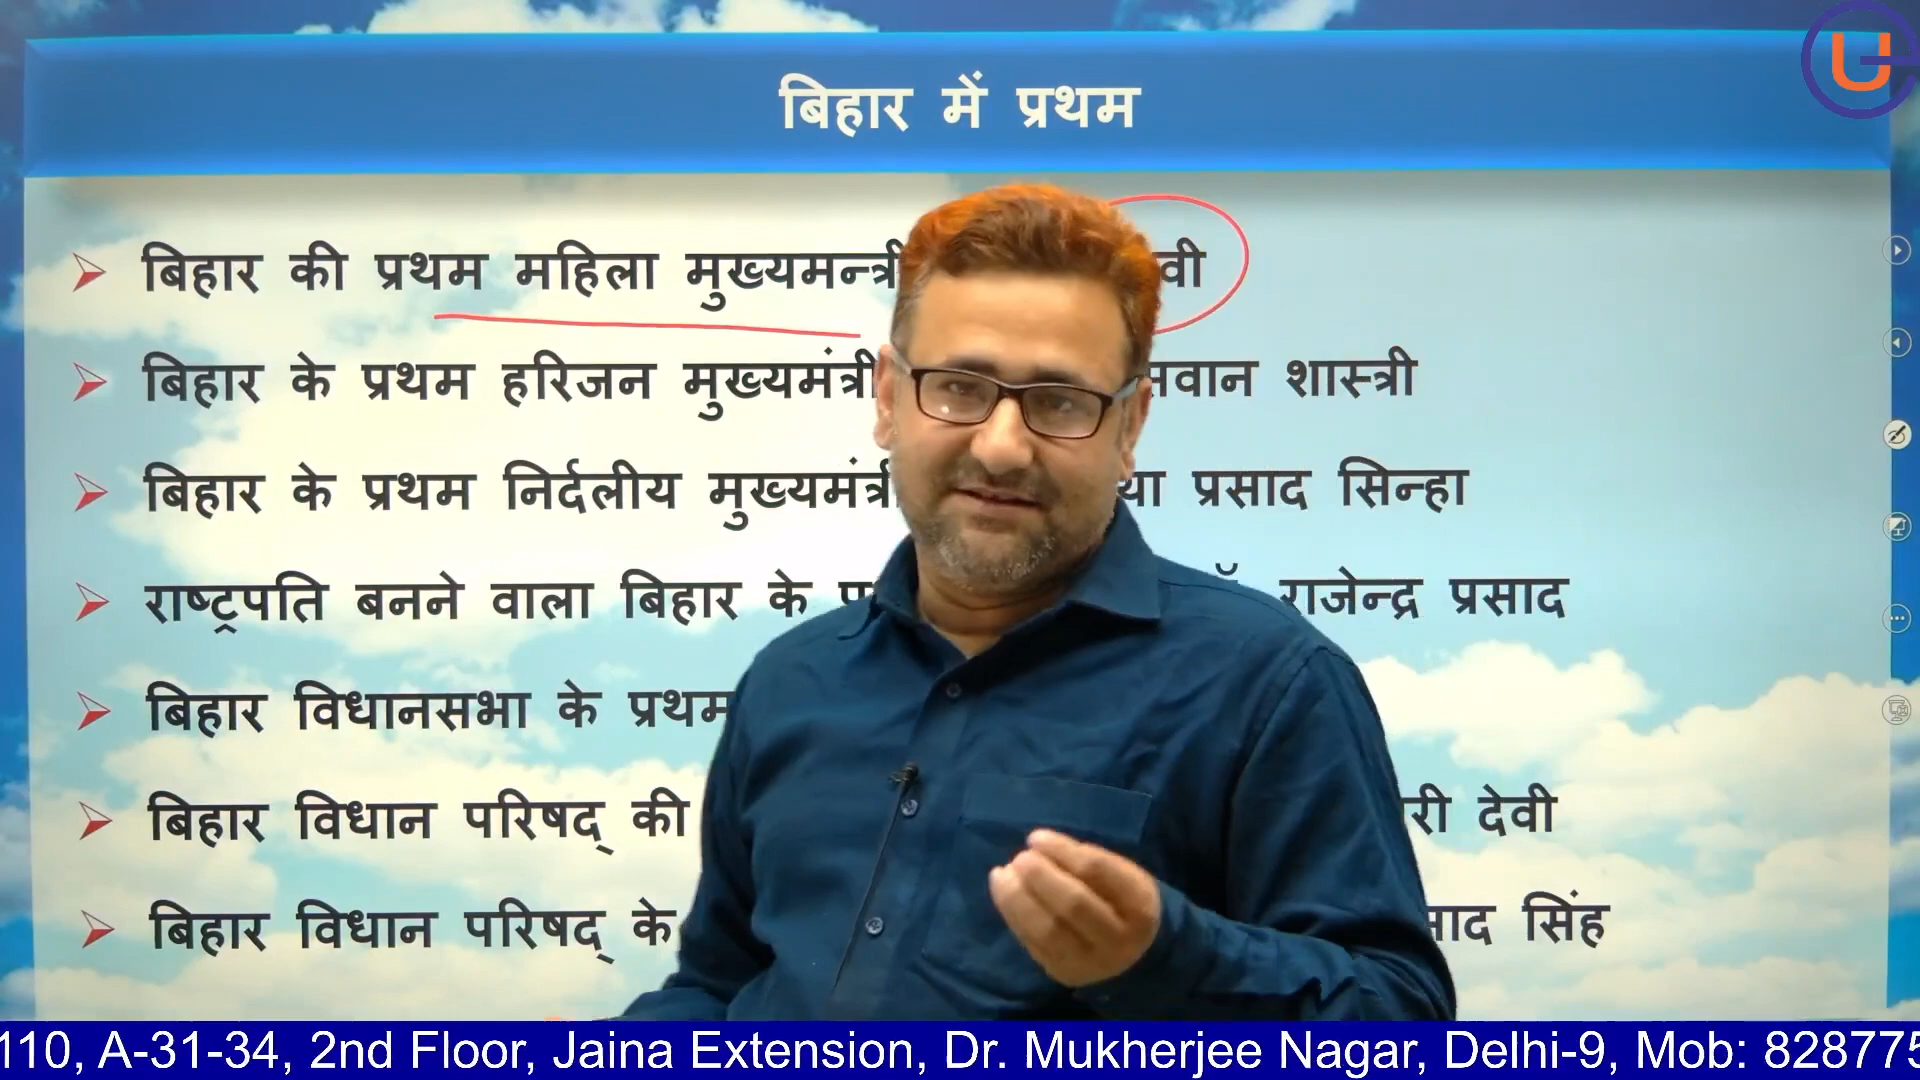 बिहार में प्रथम
बिहार की प्रथम महिला मुख्यमन्त्री
बिहार के प्रथम हरिजन मुख्यमंत्री शास्त्री
बिहार के प्रथम निर्दलीय मुख्यमंत्री प्रसाद सिन्हा
राष्ट्रपति बनने वाला बिहार के राजेन्द्र प्रसाद
बिहार विधानसभा के प्रथम
बिहार विधान परिषद् की देवी
बिहार विधान परिषद् के सिंह
110, A-31-34, 2nd Floor, Jaina Extension, Dr. Mukherjee Nagar, Delhi-9, Mob: 828775